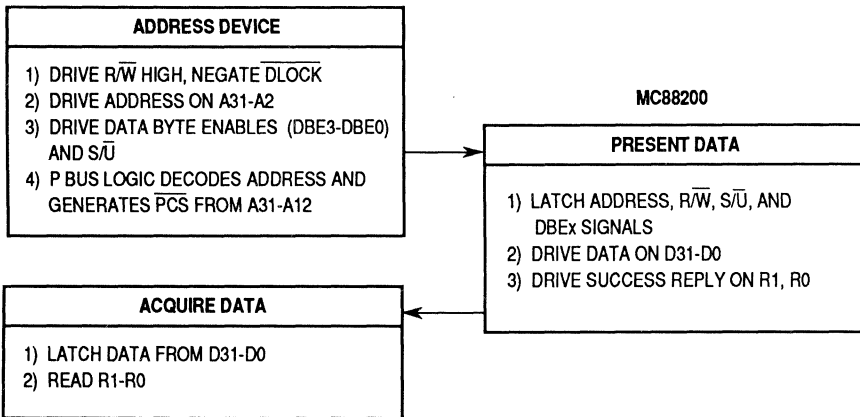 ADDRESS DEVICE
1) DRIVE R/W̅ HIGH, NEGATE D̅L̅O̅C̅K̅
2) DRIVE ADDRESS ON A31-A2
3) DRIVE DATA BYTE ENABLES (DBE3-DBE0)
AND S/U̅
4) P BUS LOGIC DECODES ADDRESS AND
GENERATES P̅C̅S̅ FROM A31-A12
MC88200
PRESENT DATA
1) LATCH ADDRESS, R/W̅, S/U̅, AND
DBEx SIGNALS
2) DRIVE DATA ON D31-D0
3) DRIVE SUCCESS REPLY ON R1, R0
ACQUIRE DATA
1) LATCH DATA FROM D31-D0
2) READ R1-R0